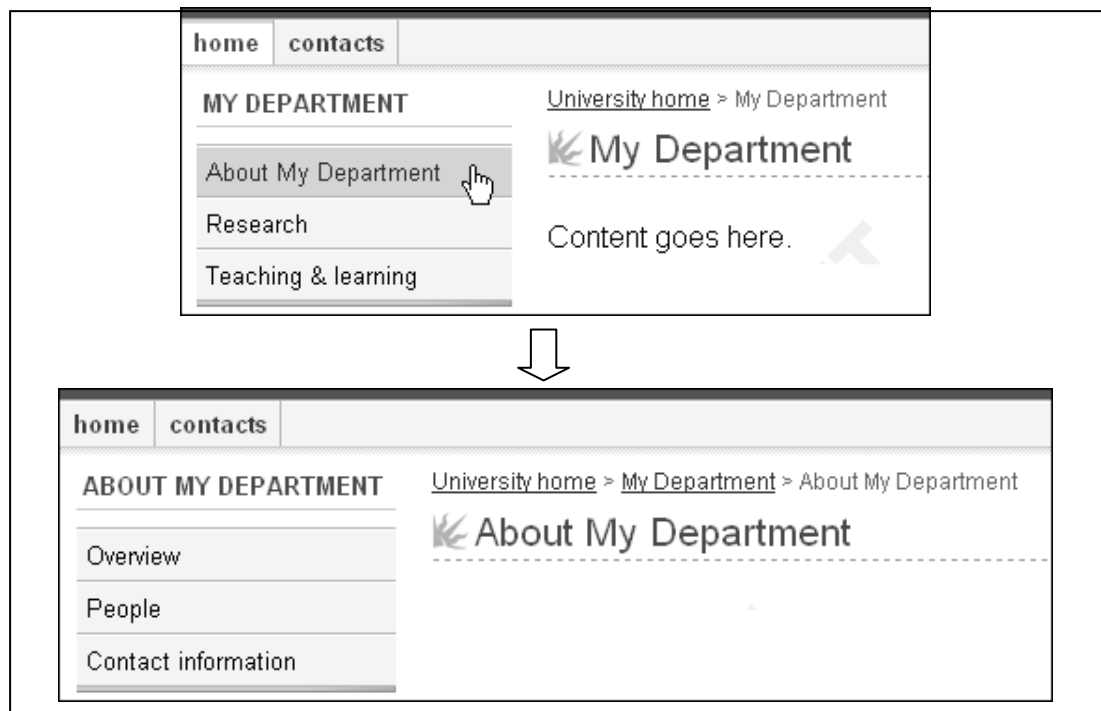 home contacts
MY DEPARTMENT
About My Department
Research
Teaching & learning
University home > My Department
My Department
Content goes here.
home contacts
ABOUT MY DEPARTMENT
Overview
People
Contact information
University home > My Department > About My Department
About My Department